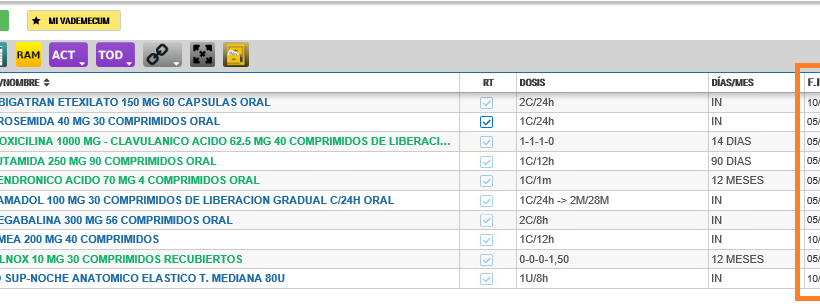 MI VADEMECUM
RAM ACT TOD
/NOMBRE RT DOSIS DÍAS/MES F.I
BIGATRAN ETEXILATO 150 MG 60 CAPSULAS ORAL 2C/24h IN 10/
ROSEMIDA 40 MG 30 COMPRIMIDOS ORAL 1C/24h IN 05/
OXICILINA 1000 MG - CLAVULANICO ACIDO 62.5 MG 40 COMPRIMIDOS DE LIBERACI... 1-1-1-0 14 DIAS 05/
UTAMIDA 250 MG 90 COMPRIMIDOS ORAL 1C/12h 90 DIAS 05/
ENDRONICO ACIDO 70 MG 4 COMPRIMIDOS ORAL 1C/1m 12 MESES 05/
AMADOL 100 MG 30 COMPRIMIDOS DE LIBERACION GRADUAL C/24H ORAL 1C/24h -> 2M/28M IN 05/
EGABALINA 300 MG 56 COMPRIMIDOS ORAL 2C/8h IN 05/
MEA 200 MG 40 COMPRIMIDOS 1C/12h IN 10/
LNOX 10 MG 30 COMPRIMIDOS RECUBIERTOS 0-0-0-1,50 12 MESES 05/
SUP-NOCHE ANATOMICO ELASTICO T. MEDIANA 80U 1U/8h IN 10/